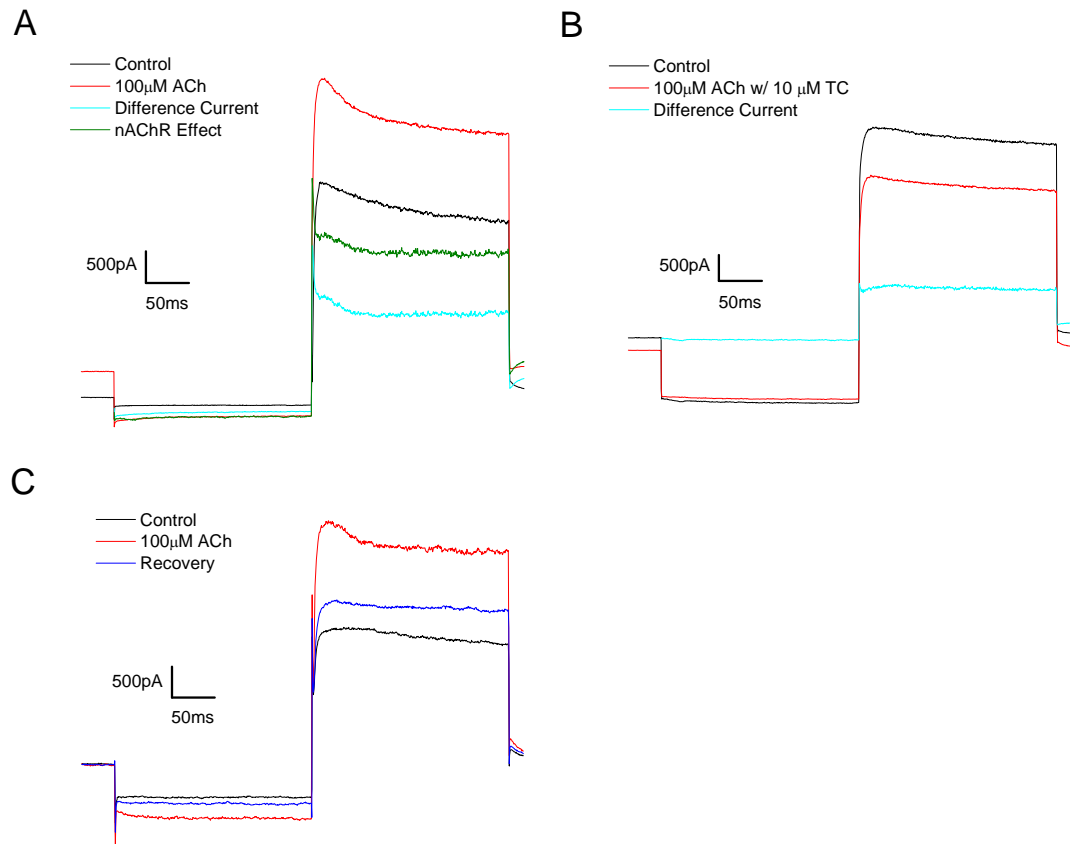 A
Control
100μM ACh
Difference Current
nAChR Effect
500pA
50ms
B
Control
100μM ACh w/ 10 μM TC
Difference Current
500pA
50ms
C
Control
100μM ACh
Recovery
500pA
50ms